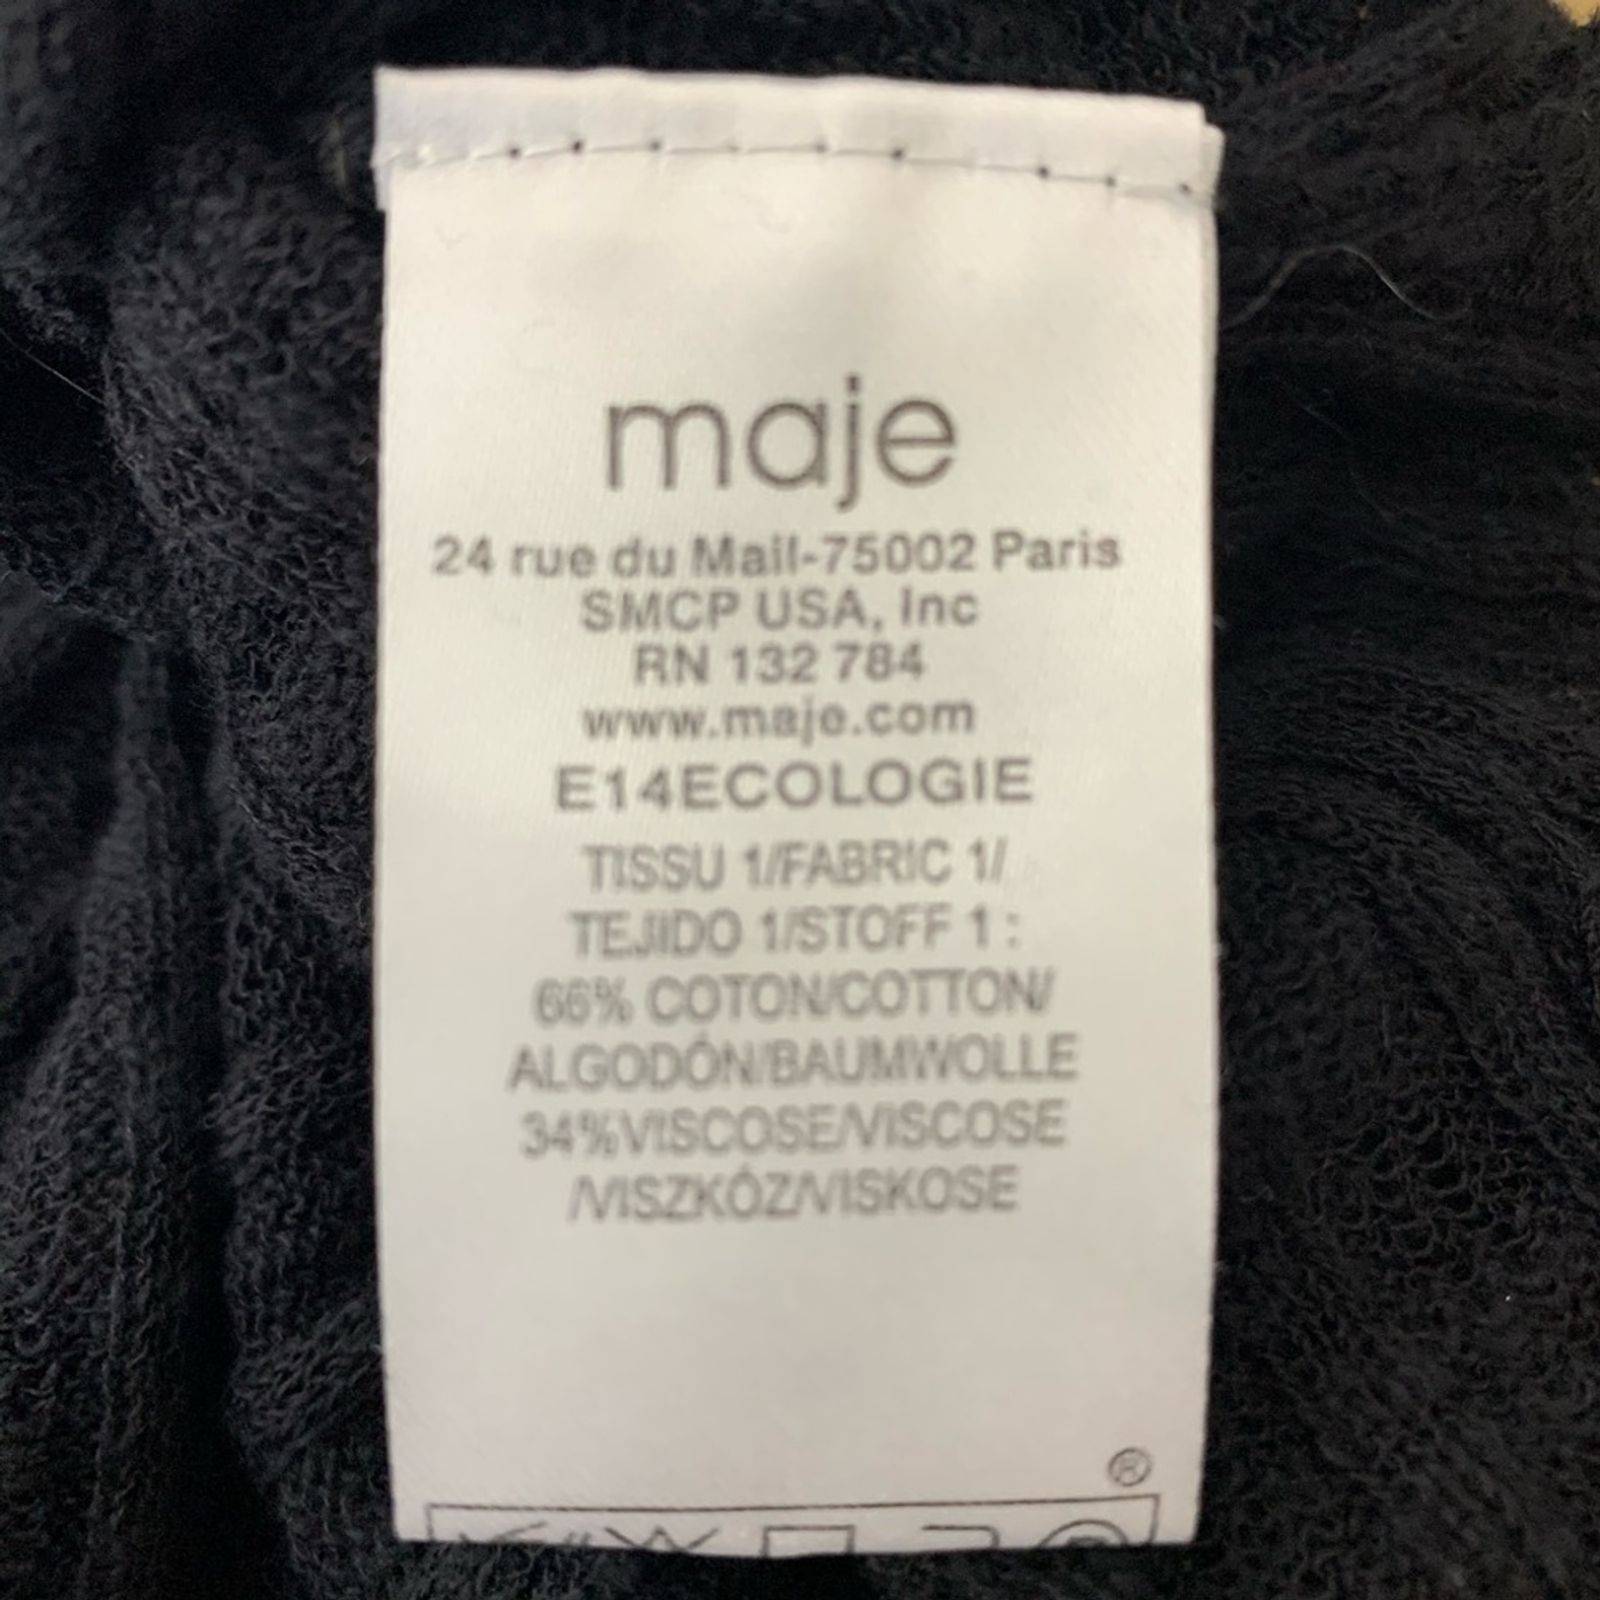 maje
24 rue du Mail-75002 Paris
SMCP USA, Inc
RN 132 784
www.maje.com
E14ECOLOGIE
TISSU 1/FABRIC 1/
TEJIDO 1/STOFF 1 :
66% COTON/COTTON/
ALGODÓN/BAUMWOLLE
34%VISCOSE/VISCOSE
/VISZKÓZ/VISKOSE
®